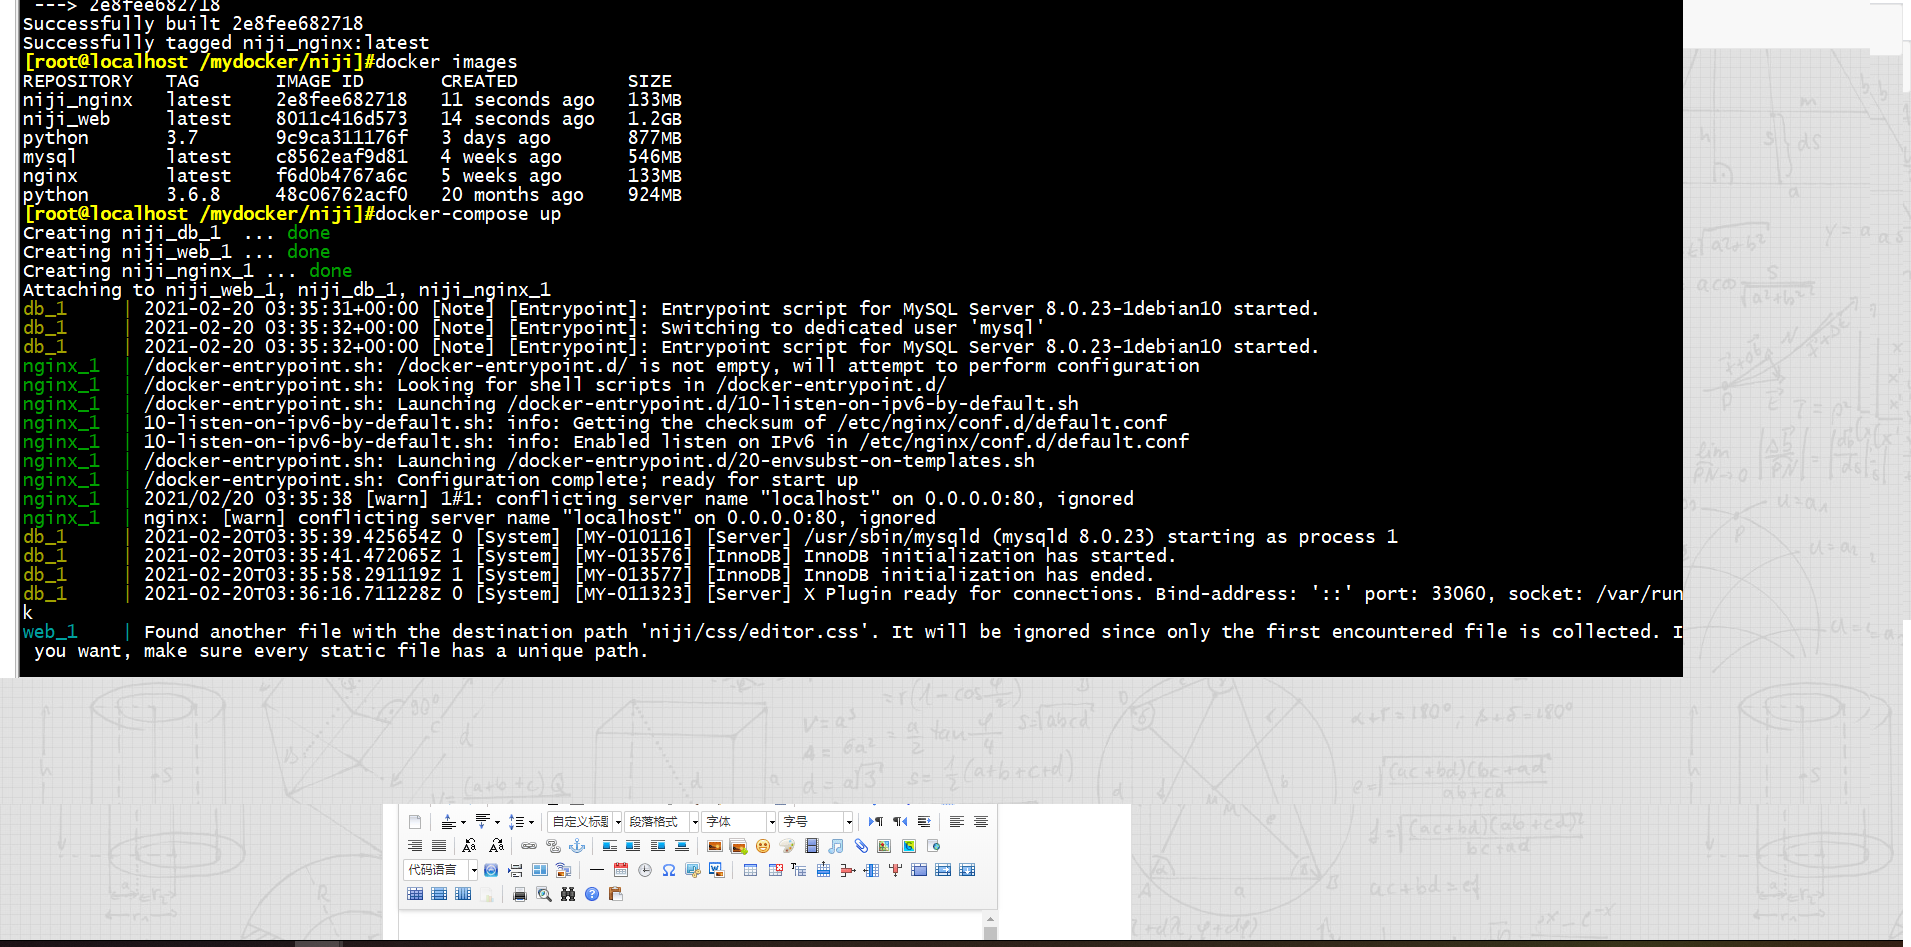 ---> 2e8fee682718
Successfully built 2e8fee682718
Successfully tagged niji_nginx:latest
[root@localhost /mydocker/niji]#docker images
REPOSITORY   TAG       IMAGE ID       CREATED          SIZE
niji_nginx   latest    2e8fee682718   11 seconds ago   133MB
niji_web     latest    8011c416d573   14 seconds ago   1.2GB
python       3.7       9c9ca311176f   3 days ago       877MB
mysql        latest    c8562eaf9d81   4 weeks ago      546MB
nginx        latest    f6d0b4767a6c   5 weeks ago      133MB
python       3.6.8     48c06762acf0   20 months ago    924MB
[root@localhost /mydocker/niji]#docker-compose up
Creating niji_db_1  ... done
Creating niji_web_1 ... done
Creating niji_nginx_1 ... done
Attaching to niji_web_1, niji_db_1, niji_nginx_1
db_1     | 2021-02-20 03:35:31+00:00 [Note] [Entrypoint]: Entrypoint script for MySQL Server 8.0.23-1debian10 started.
db_1     | 2021-02-20 03:35:32+00:00 [Note] [Entrypoint]: Switching to dedicated user 'mysql'
db_1     | 2021-02-20 03:35:32+00:00 [Note] [Entrypoint]: Entrypoint script for MySQL Server 8.0.23-1debian10 started.
nginx_1  | /docker-entrypoint.sh: /docker-entrypoint.d/ is not empty, will attempt to perform configuration
nginx_1  | /docker-entrypoint.sh: Looking for shell scripts in /docker-entrypoint.d/
nginx_1  | /docker-entrypoint.sh: Launching /docker-entrypoint.d/10-listen-on-ipv6-by-default.sh
nginx_1  | 10-listen-on-ipv6-by-default.sh: info: Getting the checksum of /etc/nginx/conf.d/default.conf
nginx_1  | 10-listen-on-ipv6-by-default.sh: info: Enabled listen on IPv6 in /etc/nginx/conf.d/default.conf
nginx_1  | /docker-entrypoint.sh: Launching /docker-entrypoint.d/20-envsubst-on-templates.sh
nginx_1  | /docker-entrypoint.sh: Configuration complete; ready for start up
nginx_1  | 2021/02/20 03:35:38 [warn] 1#1: conflicting server name "localhost" on 0.0.0.0:80, ignored
nginx_1  | nginx: [warn] conflicting server name "localhost" on 0.0.0.0:80, ignored
db_1     | 2021-02-20T03:35:39.425654Z 0 [System] [MY-010116] [Server] /usr/sbin/mysqld (mysqld 8.0.23) starting as process 1
db_1     | 2021-02-20T03:35:41.472065Z 1 [System] [MY-013576] [InnoDB] InnoDB initialization has started.
db_1     | 2021-02-20T03:35:58.291119Z 1 [System] [MY-013577] [InnoDB] InnoDB initialization has ended.
db_1     | 2021-02-20T03:36:16.711228Z 0 [System] [MY-011323] [Server] X Plugin ready for connections. Bind-address: '::' port: 33060, socket: /var/run
k
web_1    | Found another file with the destination path 'niji/css/editor.css'. It will be ignored since only the first encountered file is collected. I
you want, make sure every static file has a unique path.
自定义标题 段落格式 字体 字号
代码语言